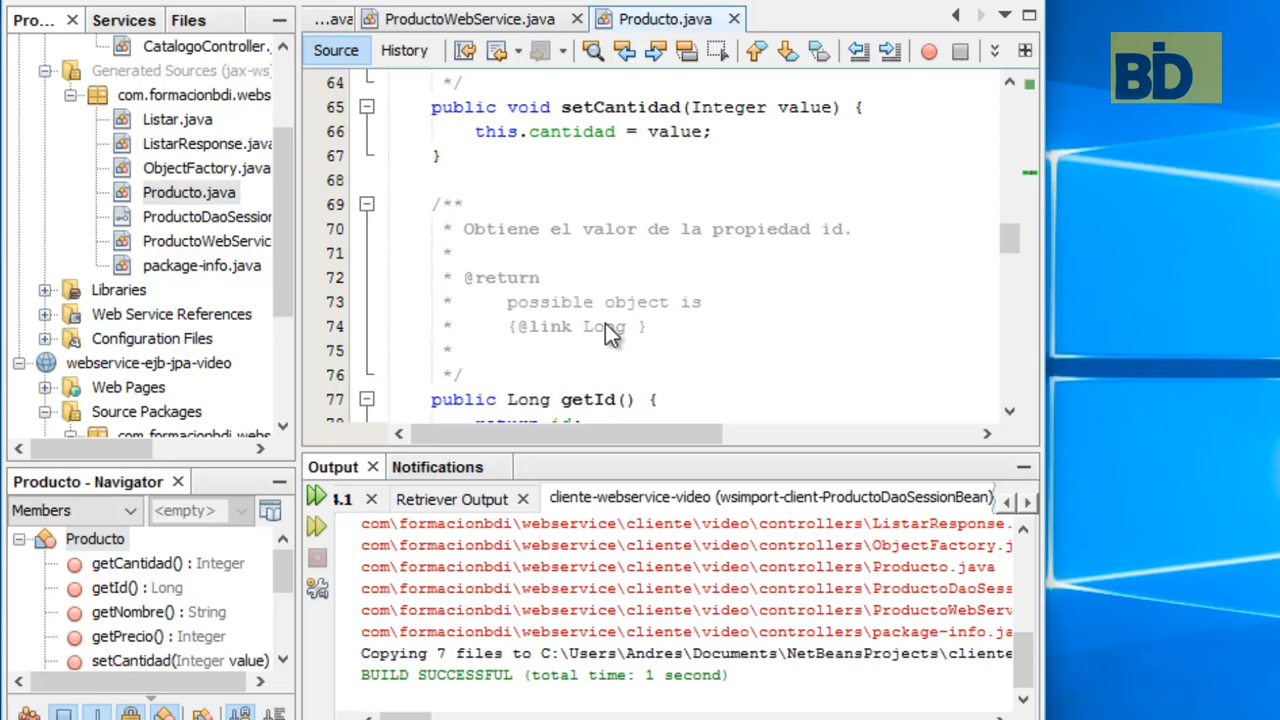 Pro...
Services
Files
CatalogoController.
Generated Sources (jax-ws
com.formacionbdi.webs
Listar.java
ListarResponse.java
ObjectFactory.java
Producto.java
ProductoDaoSession
ProductoWebServic
package-info.java
Libraries
Web Service References
Configuration Files
webservice-ejb-jpa-video
Web Pages
Source Packages
com.formacionbdi.webs
...ava
ProductoWebService.java
Producto.java
Source
History
BDI
64 */
65 public void setCantidad(Integer value) {
66 this.cantidad = value;
67 }
68
69 /**
70 * Obtiene el valor de la propiedad id.
71 *
72 * @return
73 * possible object is
74 * {@link Long }
75 *
76 */
77 public Long getId() {
return id;
Producto - Navigator
Members
<empty>
Producto
getCantidad() : Integer
getId() : Long
getNombre() : String
getPrecio() : Integer
setCantidad(Integer value)
Output
Notifications
4.1
Retriever Output
cliente-webservice-video (wsimport-client-ProductoDaoSessionBean)
com\formacionbdi\webservice\cliente\video\controllers\ListarResponse.
com\formacionbdi\webservice\cliente\video\controllers\ObjectFactory.j
com\formacionbdi\webservice\cliente\video\controllers\Producto.java
com\formacionbdi\webservice\cliente\video\controllers\ProductoDaoSess
com\formacionbdi\webservice\cliente\video\controllers\ProductoWebServ
com\formacionbdi\webservice\cliente\video\controllers\package-info.ja
Copying 7 files to C:\Users\Andres\Documents\NetBeansProjects\cliente
BUILD SUCCESSFUL (total time: 1 second)